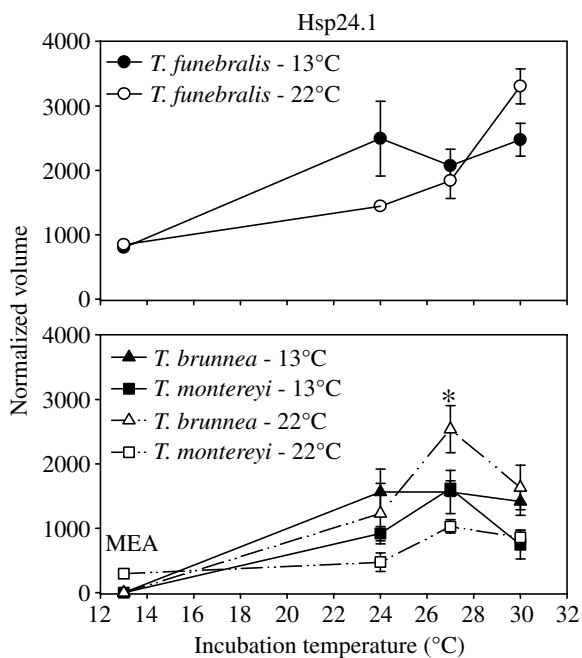 Hsp24.1
4000
3000
2000
1000
0
T. funebralis - 13°C
T. funebralis - 22°C
Normalized volume
4000
3000
2000
1000
0
T. brunnea - 13°C
T. montereyi - 13°C
T. brunnea - 22°C
T. montereyi - 22°C
*
MEA
12 14 16 18 20 22 24 26 28 30 32
Incubation temperature (°C)